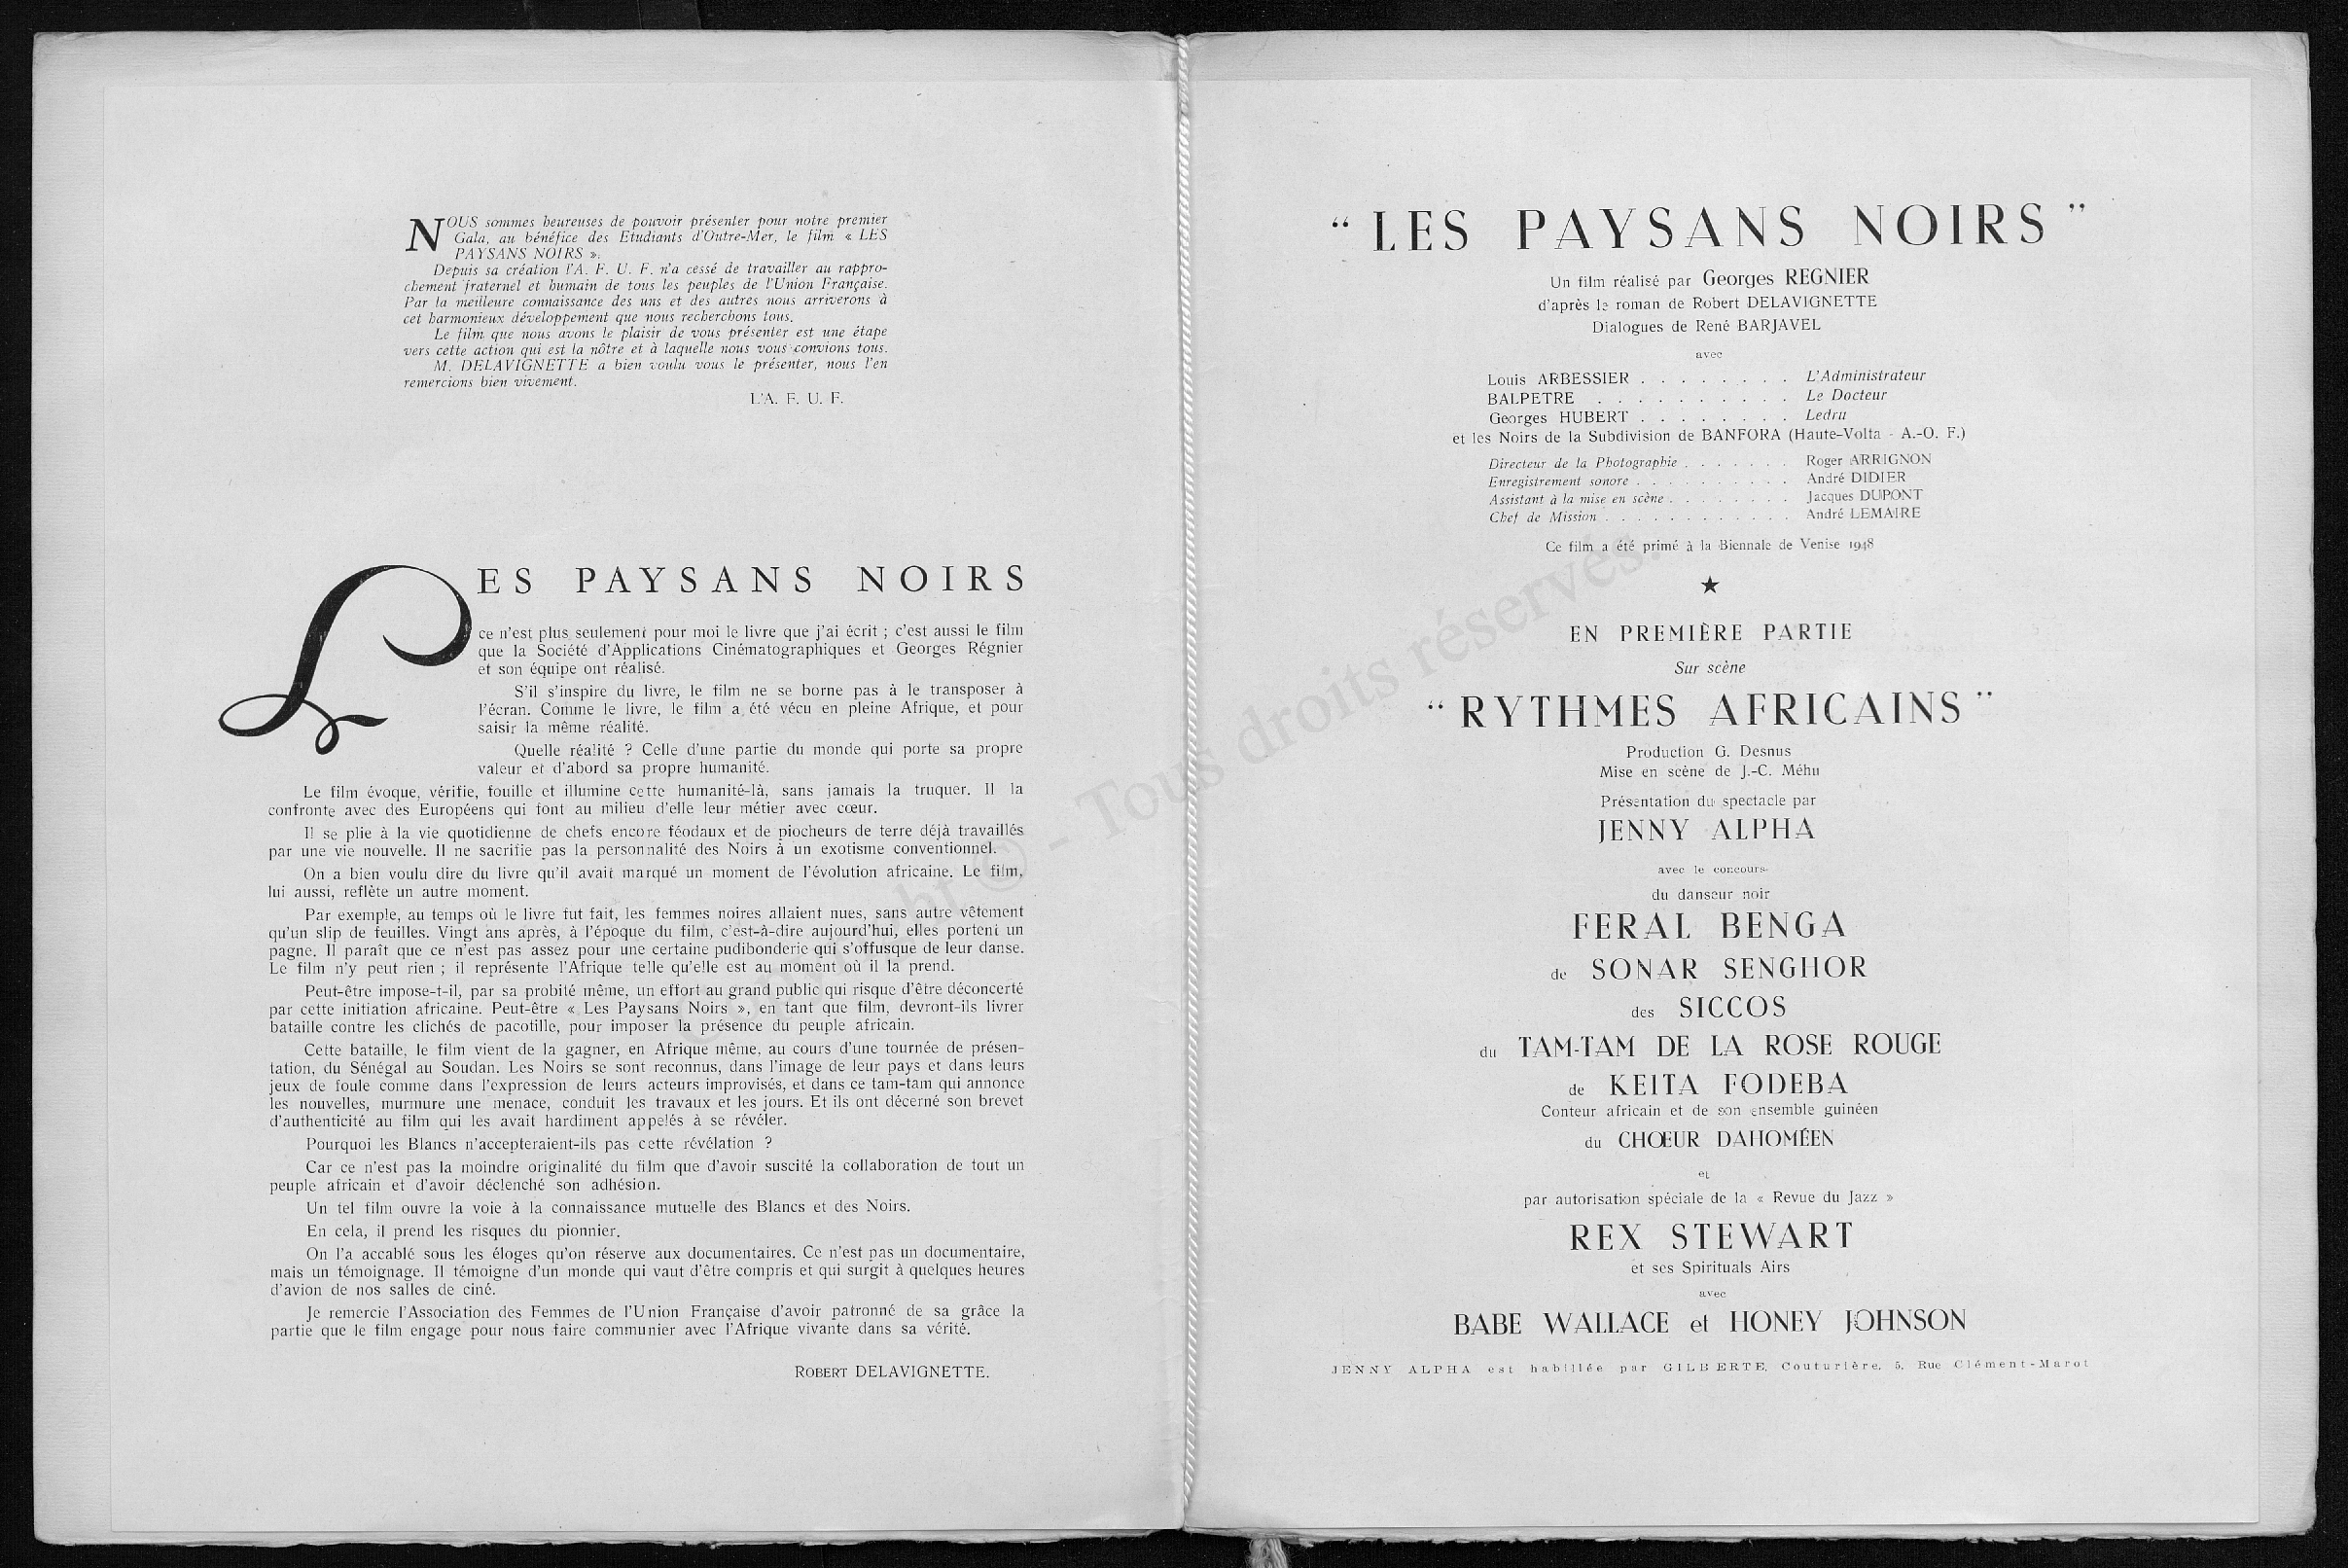 NOUS sommes heureuses de pouvoir présenter pour notre premier
Gala, au bénéfice des Etudiants d'Outre-Mer, le film « LES
PAYSANS NOIRS ».
Depuis sa création l'A. F. U. F. n'a cessé de travailler au rappro-
chement fraternel et humain de tous les peuples de l'Union Française.
Par la meilleure connaissance des uns et des autres nous arriverons à
cet harmonieux développement que nous recherchons tous.
Le film que nous avons le plaisir de vous présenter est une étape
vers cette action qui est la nôtre et à laquelle nous vous convions tous.
M. DELAVIGNETTE a bien voulu vous le présenter, nous l'en
remercions bien vivement.
L'A. F. U. F.
LES PAYSANS NOIRS
ce n'est plus seulement pour moi le livre que j'ai écrit ; c'est aussi le film
que la Société d'Applications Cinématographiques et Georges Régnier
et son équipe ont réalisé.
S'il s'inspire du livre, le film ne se borne pas à le transposer à
l'écran. Comme le livre, le film a été vécu en pleine Afrique, et pour
saisir la même réalité.
Quelle réalité ? Celle d'une partie du monde qui porte sa propre
valeur et d'abord sa propre humanité.
Le film évoque, vérifie, fouille et illumine cette humanité-là, sans jamais la truquer. Il la
confronte avec des Européens qui font au milieu d'elle leur métier avec cœur.
Il se plie à la vie quotidienne de chefs encore féodaux et de piocheurs de terre déjà travaillés
par une vie nouvelle. Il ne sacrifie pas la personnalité des Noirs à un exotisme conventionnel.
On a bien voulu dire du livre qu'il avait marqué un moment de l'évolution africaine. Le film,
lui aussi, reflète un autre moment.
Par exemple, au temps où le livre fut fait, les femmes noires allaient nues, sans autre vêtement
qu'un slip de feuilles. Vingt ans après, à l'époque du film, c'est-à-dire aujourd'hui, elles portent un
pagne. Il paraît que ce n'est pas assez pour une certaine pudibonderie qui s'offusque de leur danse.
Le film n'y peut rien ; il représente l'Afrique telle qu'elle est au moment où il la prend.
Peut-être impose-t-il, par sa probité même, un effort au grand public qui risque d'être déconcerté
par cette initiation africaine. Peut-être « Les Paysans Noirs », en tant que film, devront-ils livrer
bataille contre les clichés de pacotille, pour imposer la présence du peuple africain.
Cette bataille, le film vient de la gagner, en Afrique même, au cours d'une tournée de présen-
tation, du Sénégal au Soudan. Les Noirs se sont reconnus, dans l'image de leur pays et dans leurs
jeux de foule comme dans l'expression de leurs acteurs improvisés, et dans ce tam-tam qui annonce
les nouvelles, murmure une menace, conduit les travaux et les jours. Et ils ont décerné son brevet
d'authenticité au film qui les avait hardiment appelés à se révéler.
Pourquoi les Blancs n'accepteraient-ils pas cette révélation ?
Car ce n'est pas la moindre originalité du film que d'avoir suscité la collaboration de tout un
peuple africain et d'avoir déclenché son adhésion.
Un tel film ouvre la voie à la connaissance mutuelle des Blancs et des Noirs.
En cela, il prend les risques du pionnier.
On l'a accablé sous les éloges qu'on réserve aux documentaires. Ce n'est pas un documentaire,
mais un témoignage. Il témoigne d'un monde qui vaut d'être compris et qui surgit à quelques heures
d'avion de nos salles de ciné.
Je remercie l'Association des Femmes de l'Union Française d'avoir patronné de sa grâce la
partie que le film engage pour nous faire communier avec l'Afrique vivante dans sa vérité.
ROBERT DELAVIGNETTE.
“ LES PAYSANS NOIRS ”
Un film réalisé par Georges REGNIER
d'après le roman de Robert DELAVIGNETTE
Dialogues de René BARJAVEL
avec
Louis ARBESSIER . . . . . . . . L'Administrateur
BALPETRE . . . . . . . . . . Le Docteur
Georges HUBERT . . . . . . . . Ledru
et les Noirs de la Subdivision de BANFORA (Haute-Volta - A.-O. F.)
Directeur de la Photographie . . . . . . . Roger ARRIGNON
Enregistrement sonore . . . . . . . . . . André DIDIER
Assistant à la mise en scène . . . . . . . . Jacques DUPONT
Chef de Mission . . . . . . . . . . . . André LEMAIRE
Ce film a été primé à la Biennale de Venise 1948
★
EN PREMIÈRE PARTIE
Sur scène
“ RYTHMES AFRICAINS ”
Production G. Desnus
Mise en scène de J.-C. Méhu
Présentation du spectacle par
JENNY ALPHA
avec le concours
du danseur noir
FERAL BENGA
de SONAR SENGHOR
des SICCOS
du TAM-TAM DE LA ROSE ROUGE
de KEITA FODEBA
Conteur africain et de son ensemble guinéen
du CHŒUR DAHOMÉEN
et
par autorisation spéciale de la « Revue du Jazz »
REX STEWART
et ses Spirituals Airs
avec
BABE WALLACE et HONEY JOHNSON
JENNY ALPHA est habillée par GILBERTE, Couturière, 5, Rue Clément-Marot
© - Tous droits réservés.